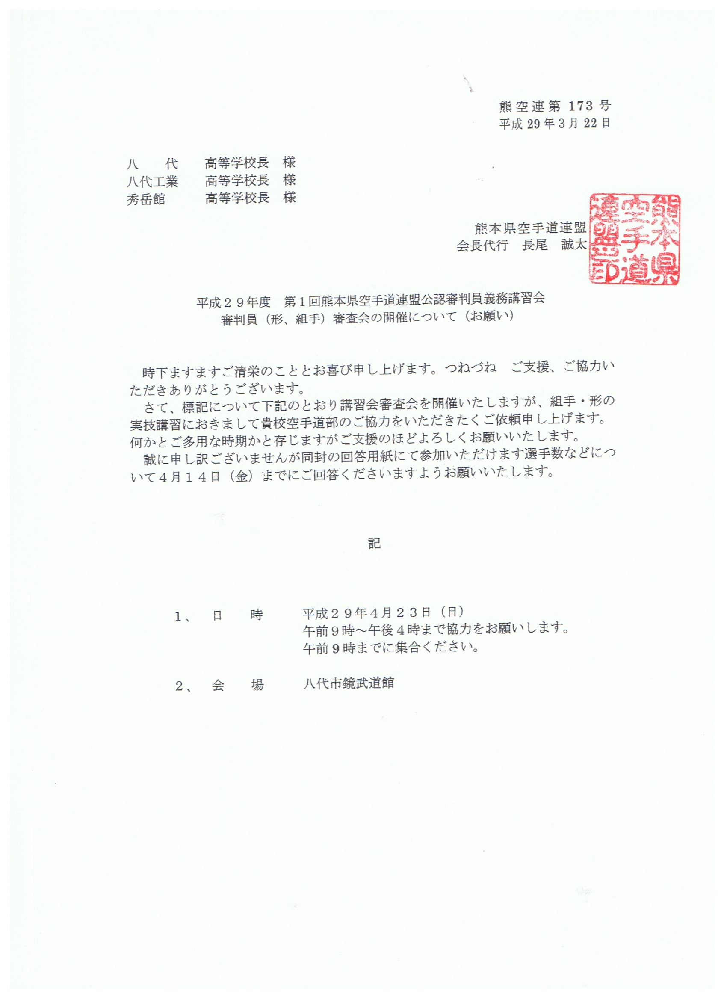 熊空連第 173 号
平成 29 年３月 22 日
八　　代　　高等学校長　様
八代工業　　高等学校長　様
秀岳館　　　高等学校長　様
熊本県空手道連盟
会長代行　長尾　誠太
熊本県
空手道
連盟印
平成２９年度　第１回熊本県空手道連盟公認審判員義務講習会
審判員（形、組手）審査会の開催について（お願い）
時下ますますご清栄のこととお喜び申し上げます。つねづね　ご支援、ご協力い
ただきありがとうございます。
さて、標記について下記のとおり講習会審査会を開催いたしますが、組手・形の
実技講習におきまして貴校空手道部のご協力をいただきたくご依頼申し上げます。
何かとご多用な時期かと存じますがご支援のほどよろしくお願いいたします。
誠に申し訳ございませんが同封の回答用紙にて参加いただけます選手数などにつ
いて４月１４日（金）までにご回答くださいますようお願いいたします。
記
１、　日　　時　　　平成２９年４月２３日（日）
午前９時～午後４時まで協力をお願いします。
午前９時までに集合ください。
２、　会　　場　　　八代市鏡武道館